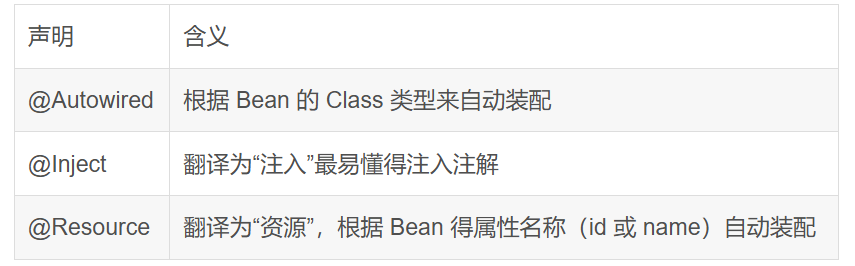 声明 含义
@Autowired 根据 Bean 的 Class 类型来自动装配
@Inject 翻译为“注入”最易懂得注入注解
@Resource 翻译为“资源”，根据 Bean 得属性名称（id 或 name）自动装配